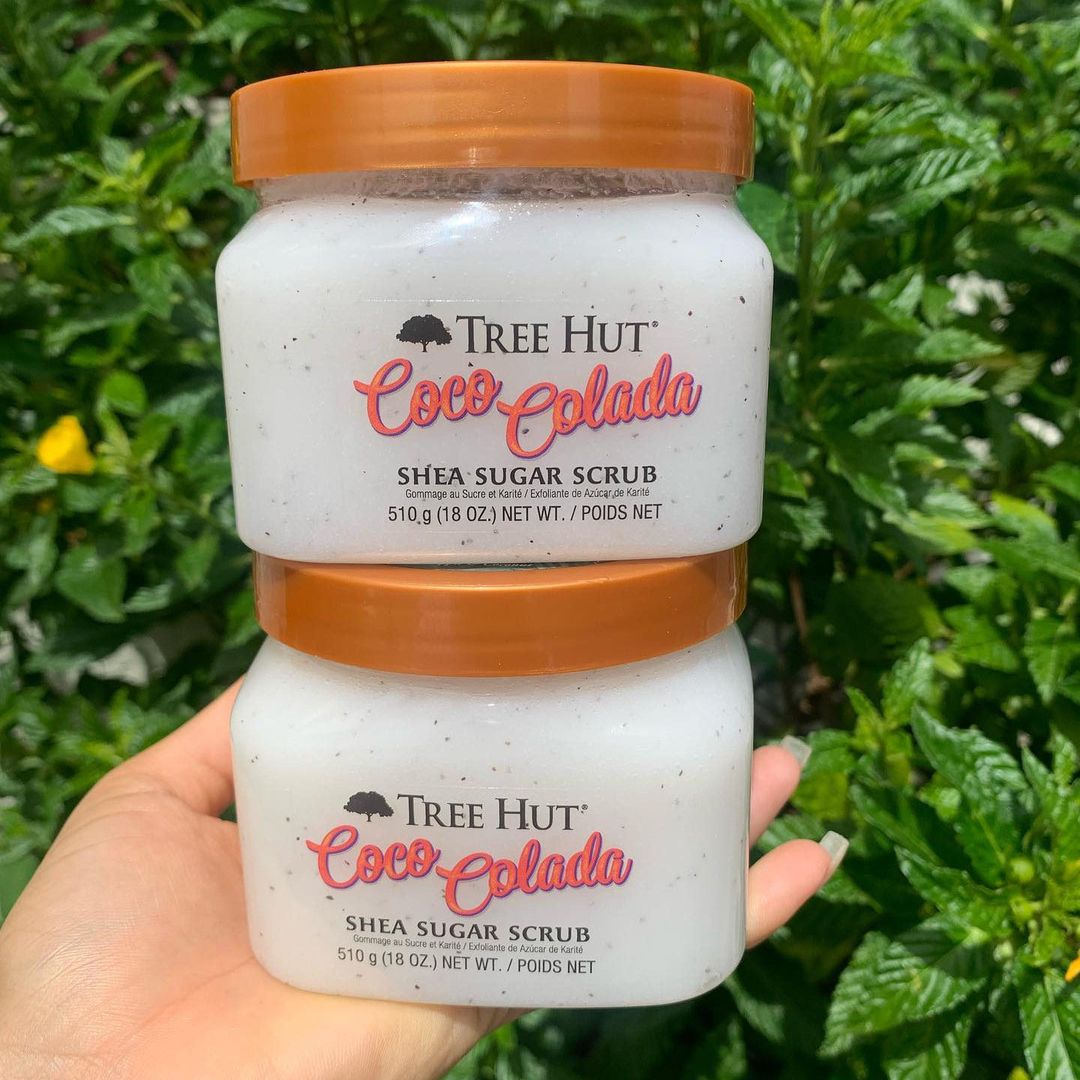 TREE HUT®
Coco Colada
SHEA SUGAR SCRUB
Gommage au Sucre et Karité / Exfoliante de Azúcar de Karité
510 g (18 OZ.) NET WT. / POIDS NET
TREE HUT®
Coco Colada
SHEA SUGAR SCRUB
Gommage au Sucre et Karité / Exfoliante de Azúcar de Karité
510 g (18 OZ.) NET WT. / POIDS NET